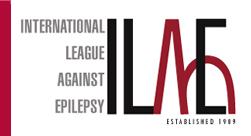 INTERNATIONAL
LEAGUE
AGAINST
EPILEPSY
ILAE
ESTABLISHED 1909